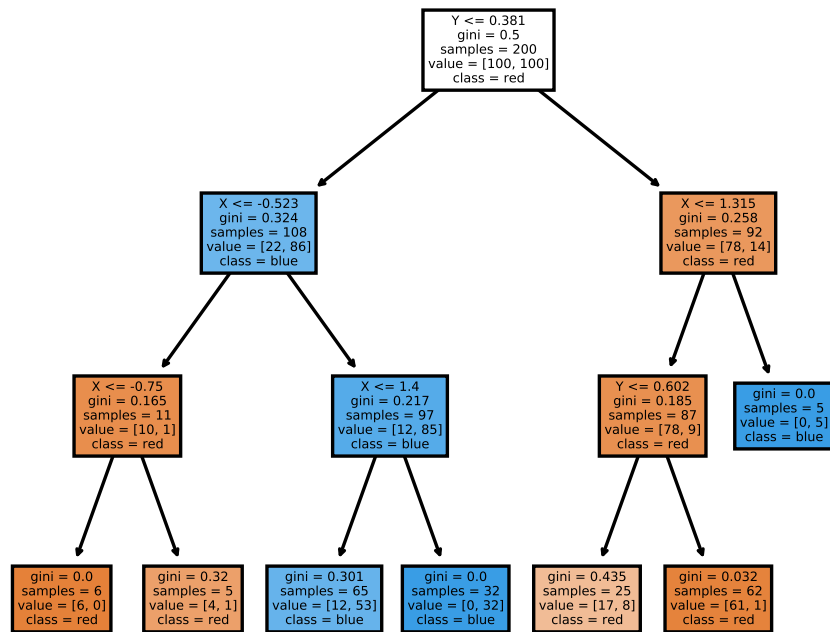 Y <= 0.381
gini = 0.5
samples = 200
value = [100, 100]
class = red
X <= -0.523
gini = 0.324
samples = 108
value = [22, 86]
class = blue
X <= 1.315
gini = 0.258
samples = 92
value = [78, 14]
class = red
X <= -0.75
gini = 0.165
samples = 11
value = [10, 1]
class = red
X <= 1.4
gini = 0.217
samples = 97
value = [12, 85]
class = blue
Y <= 0.602
gini = 0.185
samples = 87
value = [78, 9]
class = red
gini = 0.0
samples = 5
value = [0, 5]
class = blue
gini = 0.0
samples = 6
value = [6, 0]
class = red
gini = 0.32
samples = 5
value = [4, 1]
class = red
gini = 0.301
samples = 65
value = [12, 53]
class = blue
gini = 0.0
samples = 32
value = [0, 32]
class = blue
gini = 0.435
samples = 25
value = [17, 8]
class = red
gini = 0.032
samples = 62
value = [61, 1]
class = red